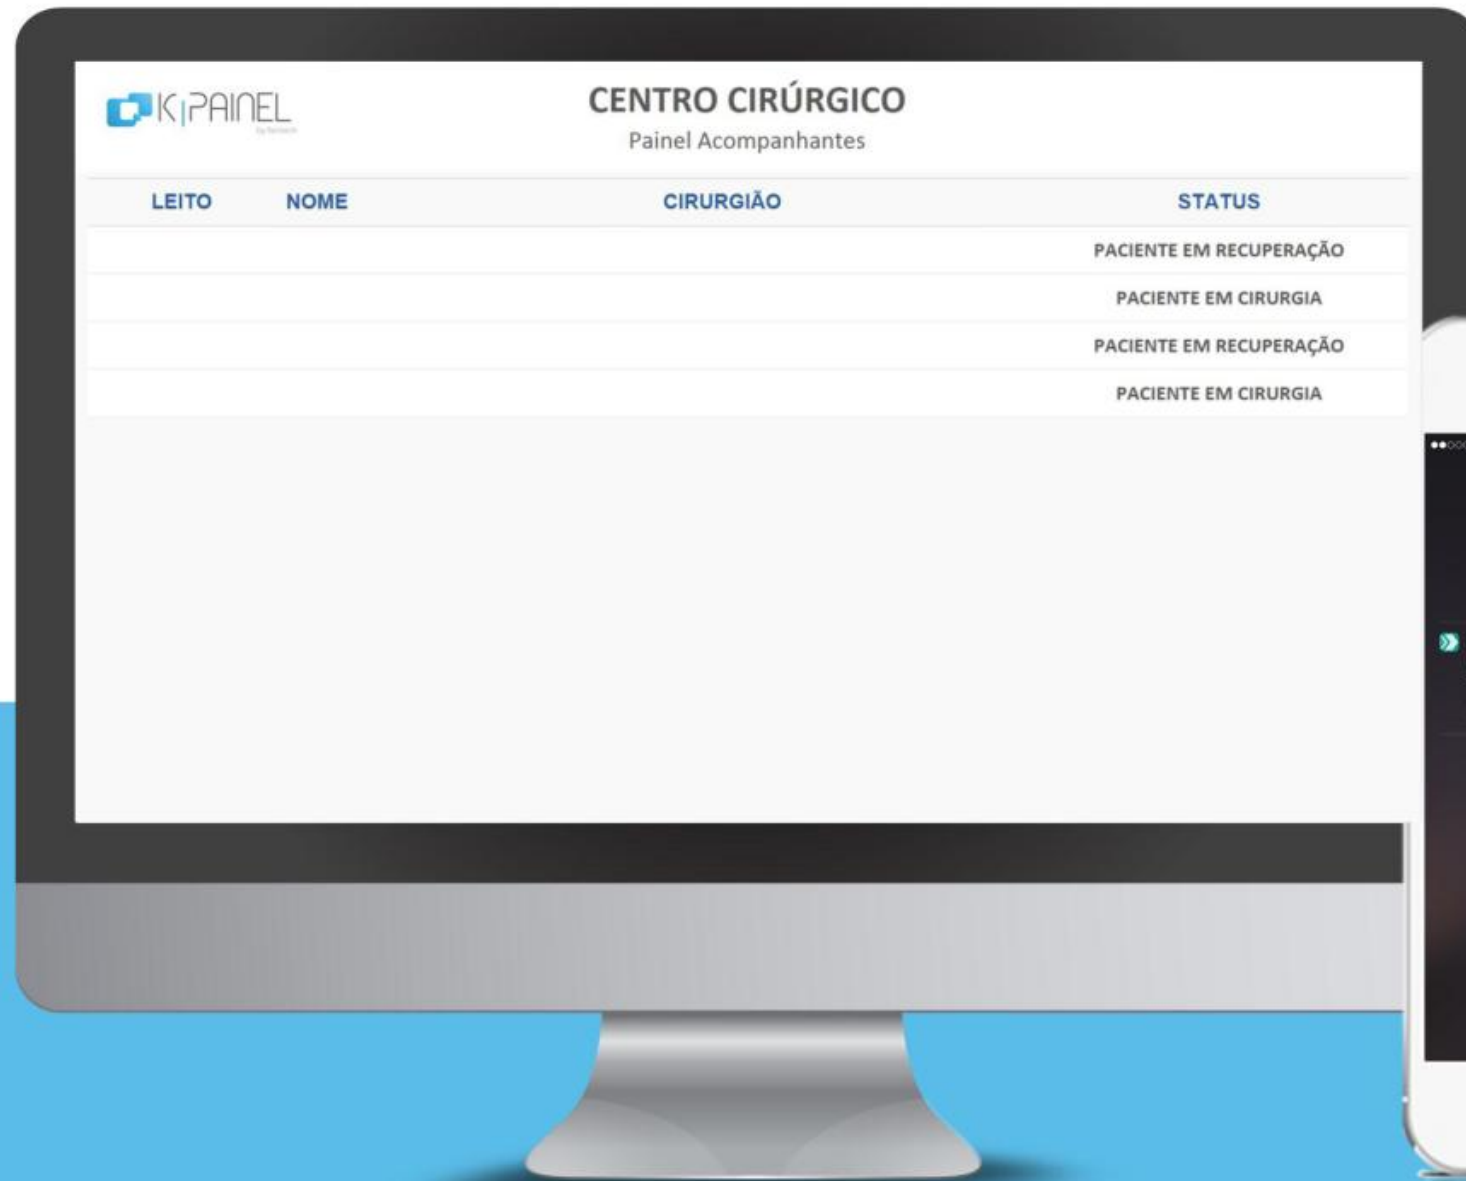 K|PAINEL
CENTRO CIRÚRGICO
Painel Acompanhantes
LEITO NOME CIRURGIÃO STATUS
PACIENTE EM RECUPERAÇÃO
PACIENTE EM CIRURGIA
PACIENTE EM RECUPERAÇÃO
PACIENTE EM CIRURGIA